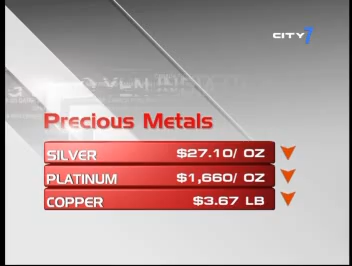 CITY7
Precious Metals
SILVER $27.10/ OZ
PLATINUM $1,660/ OZ
COPPER $3.67 LB